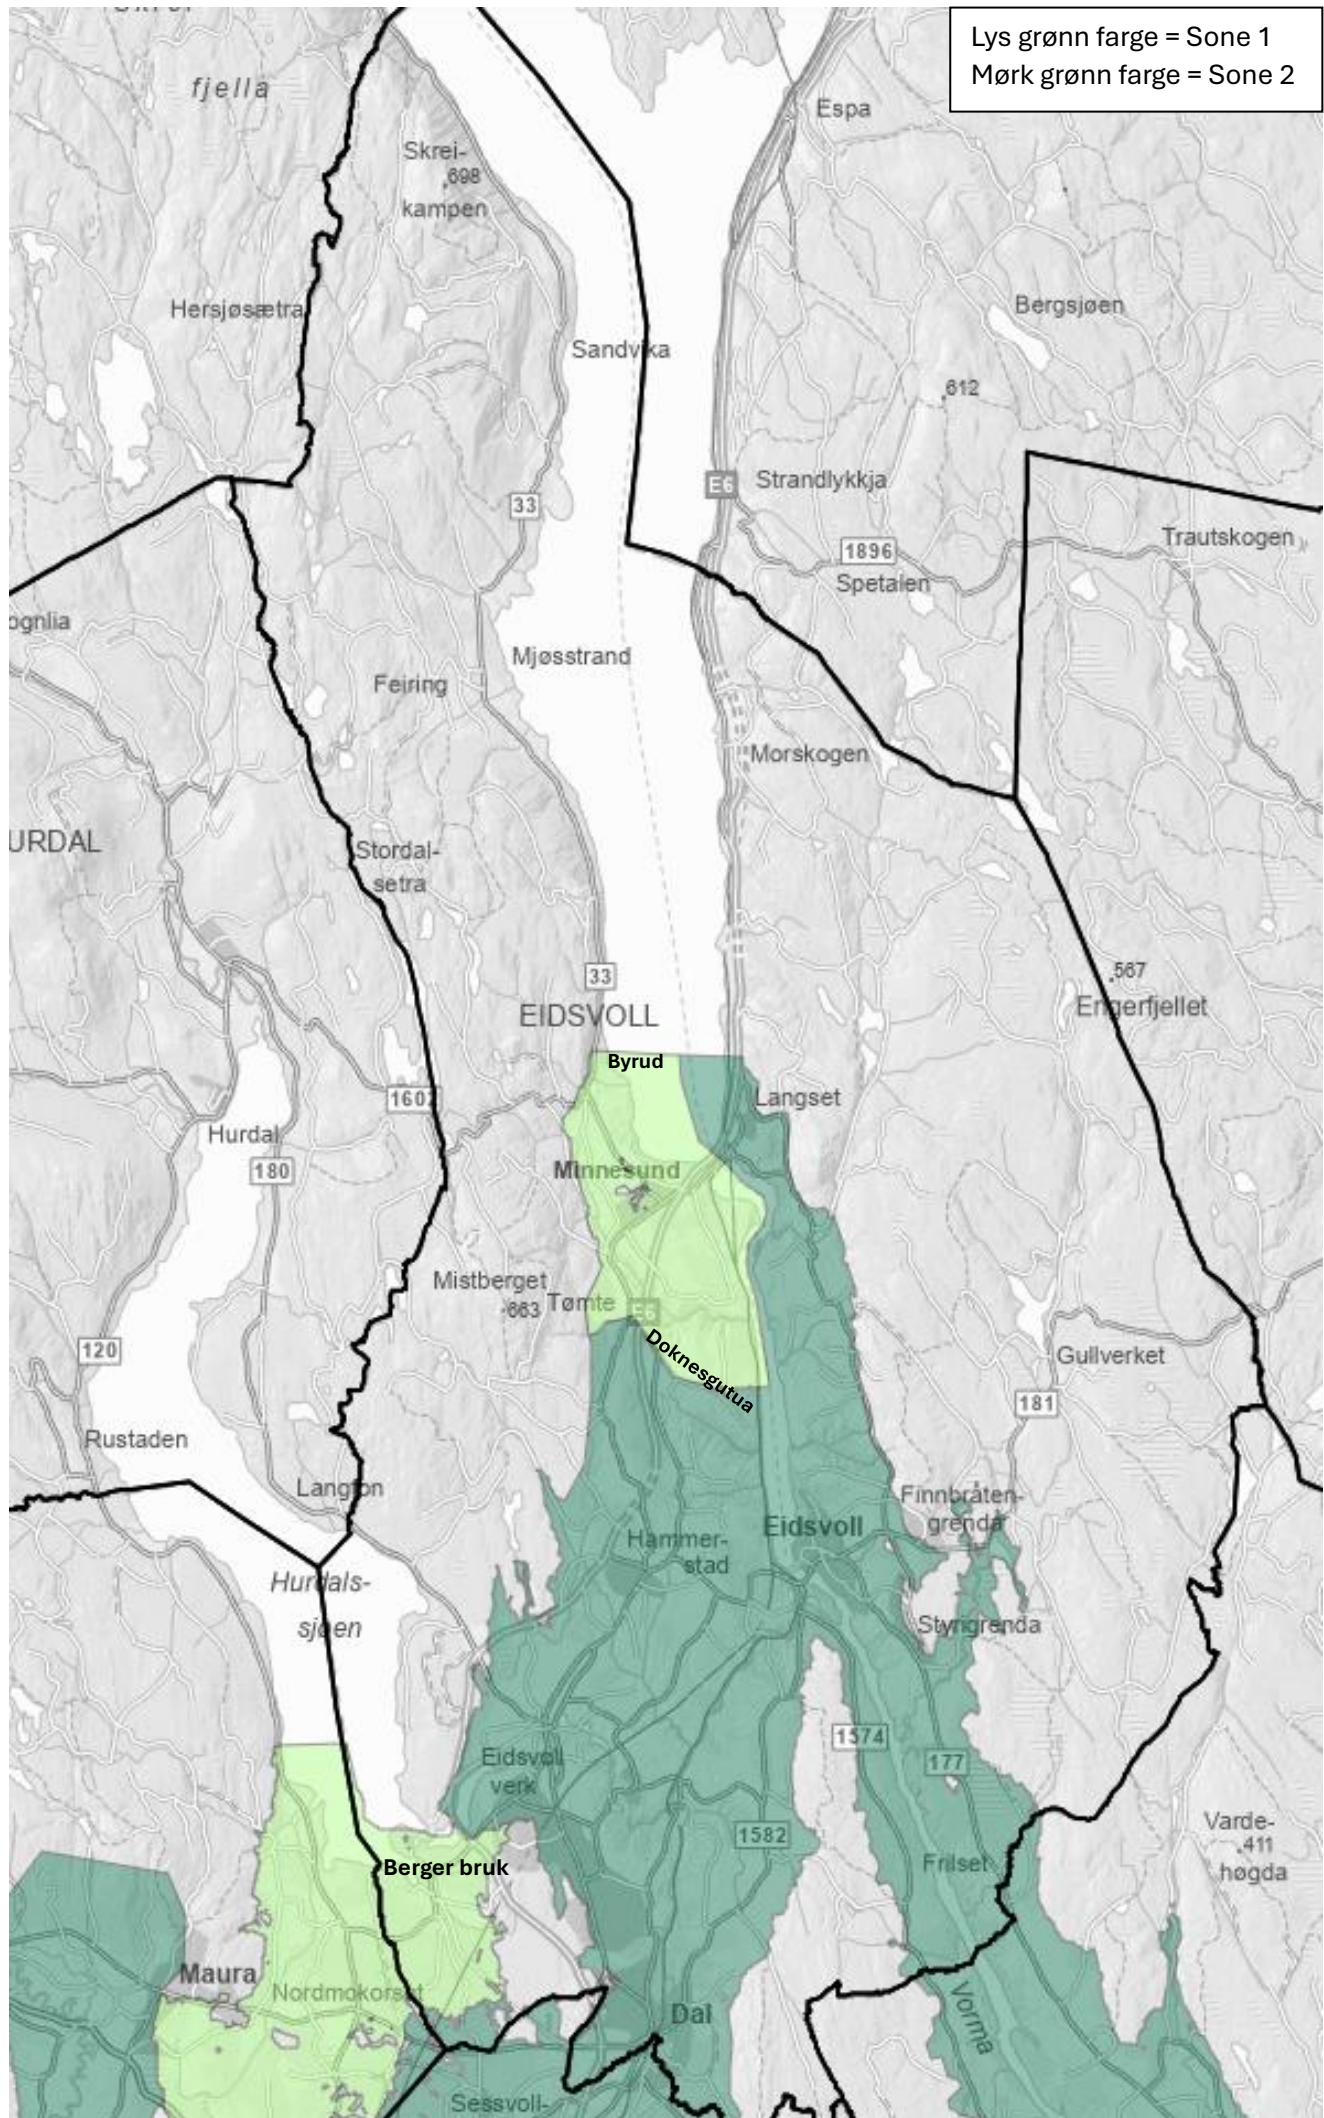 Lys grønn farge = Sone 1
Mørk grønn farge = Sone 2
fjella
Espa
Skrei-
698
kampen
Hersjøsætra
Bergsjøen
Sandvika
612
E6
Strandlykkja
33
Trautskogen
1896
Spetalen
ognlia
Mjøsstrand
Feiring
Morskogen
URDAL
Stordal-
setra
567
33
Engerfjellet
EIDSVOLL
Byrud
Langset
1602
Hurdal
180
Minnesund
Mistberget
663
Tømte
E6
Doknesgutua
120
Gullverket
181
Rustaden
Langton
Finnbråten-
grenda
Eidsvoll
Hammer-
stad
Hurdals-
sjøen
Styngrenda
1574
Eidsvoll
verk
177
1582
Varde-
411
høgda
Frilset
Berger bruk
Maura
Nordmokorset
Dal
Vorma
Sessvoll-